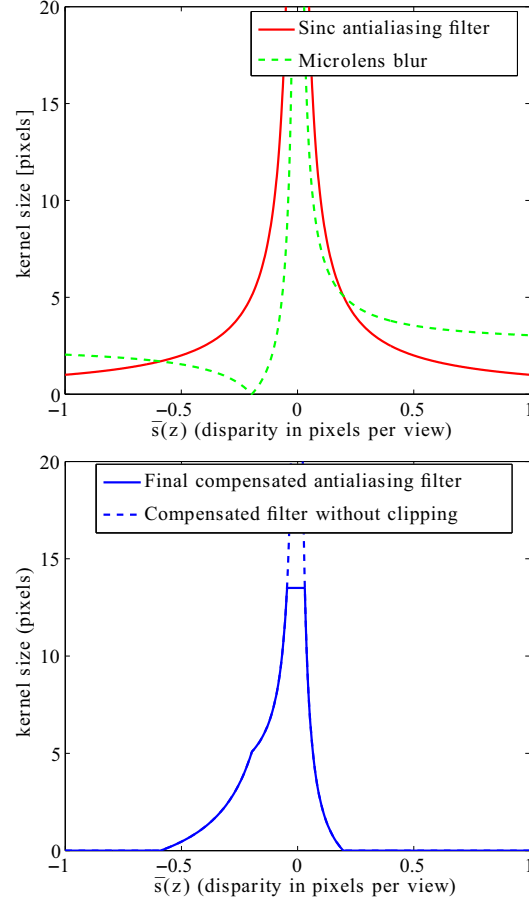 Sinc antialiasing filter
Microlens blur
20
15
10
5
0
kernel size [pixels]
−1
−0.5
0
0.5
1
s̅(z) (disparity in pixels per view)
Final compensated antialiasing filter
Compensated filter without clipping
20
15
10
5
0
kernel size (pixels)
−1
−0.5
0
0.5
1
s̅(z) (disparity in pixels per view)